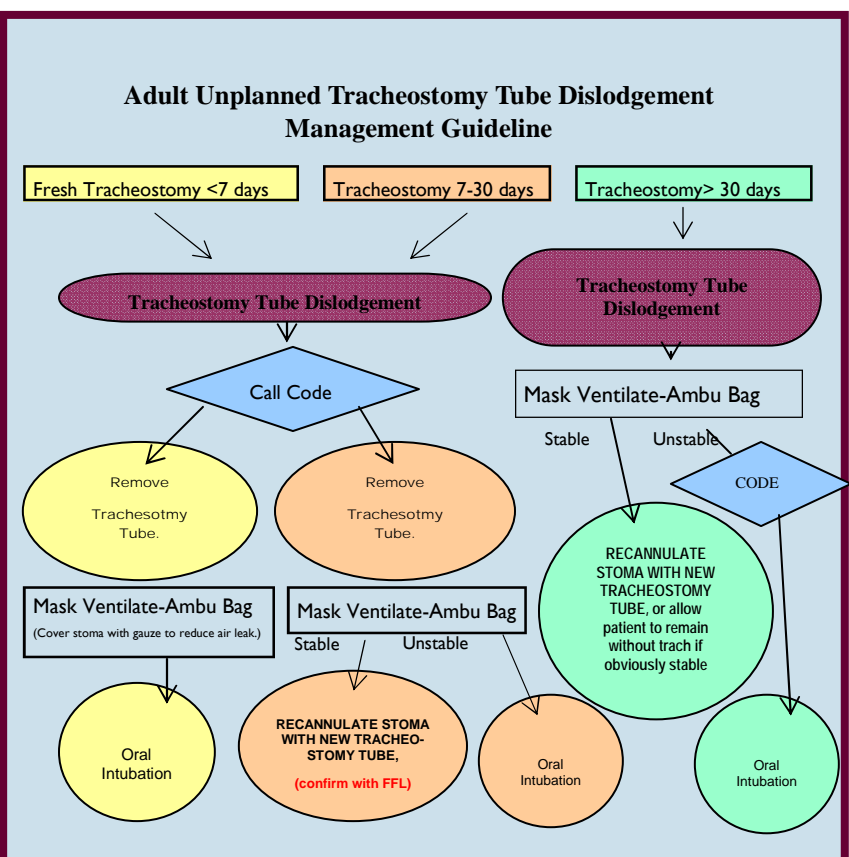 Adult Unplanned Tracheostomy Tube Dislodgement
Management Guideline
Fresh Tracheostomy <7 days
Tracheostomy 7-30 days
Tracheostomy> 30 days
Tracheostomy Tube Dislodgement
Tracheostomy Tube
Dislodgement
Call Code
Mask Ventilate-Ambu Bag
Stable
Unstable
CODE
Remove
Trachesotmy
Tube.
Remove
Trachesotmy
Tube.
RECANNULATE
STOMA WITH NEW
TRACHEOSTOMY
TUBE, or allow
patient to remain
without trach if
obviously stable
Mask Ventilate-Ambu Bag
(Cover stoma with gauze to reduce air leak.)
Mask Ventilate-Ambu Bag
Stable
Unstable
Oral
Intubation
RECANNULATE STOMA
WITH NEW TRACHEO-
STOMY TUBE,
(confirm with FFL)
Oral
Intubation
Oral
Intubation